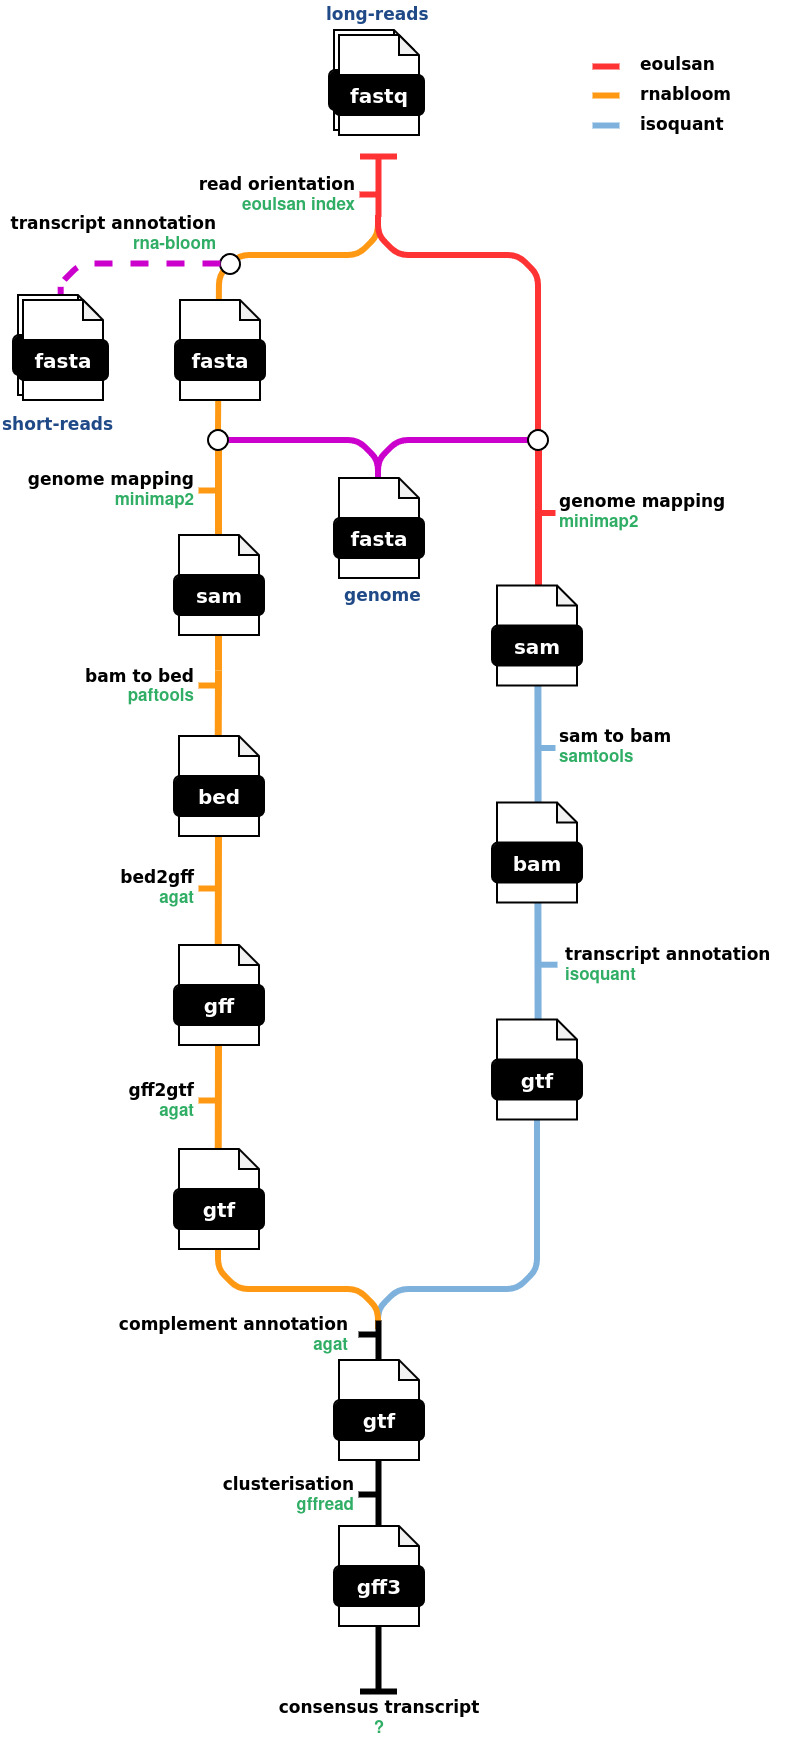 long-reads
fastq
eoulsan
rnabloom
isoquant
read orientation
eoulsan index
transcript annotation
rna-bloom
fasta
fasta
short-reads
genome mapping
minimap2
fasta
genome
genome mapping
minimap2
sam
sam
bam to bed
paftools
sam to bam
samtools
bed
bam
bed2gff
agat
transcript annotation
isoquant
gff
gtf
gff2gtf
agat
gtf
complement annotation
agat
gtf
clusterisation
gffread
gff3
consensus transcript
?